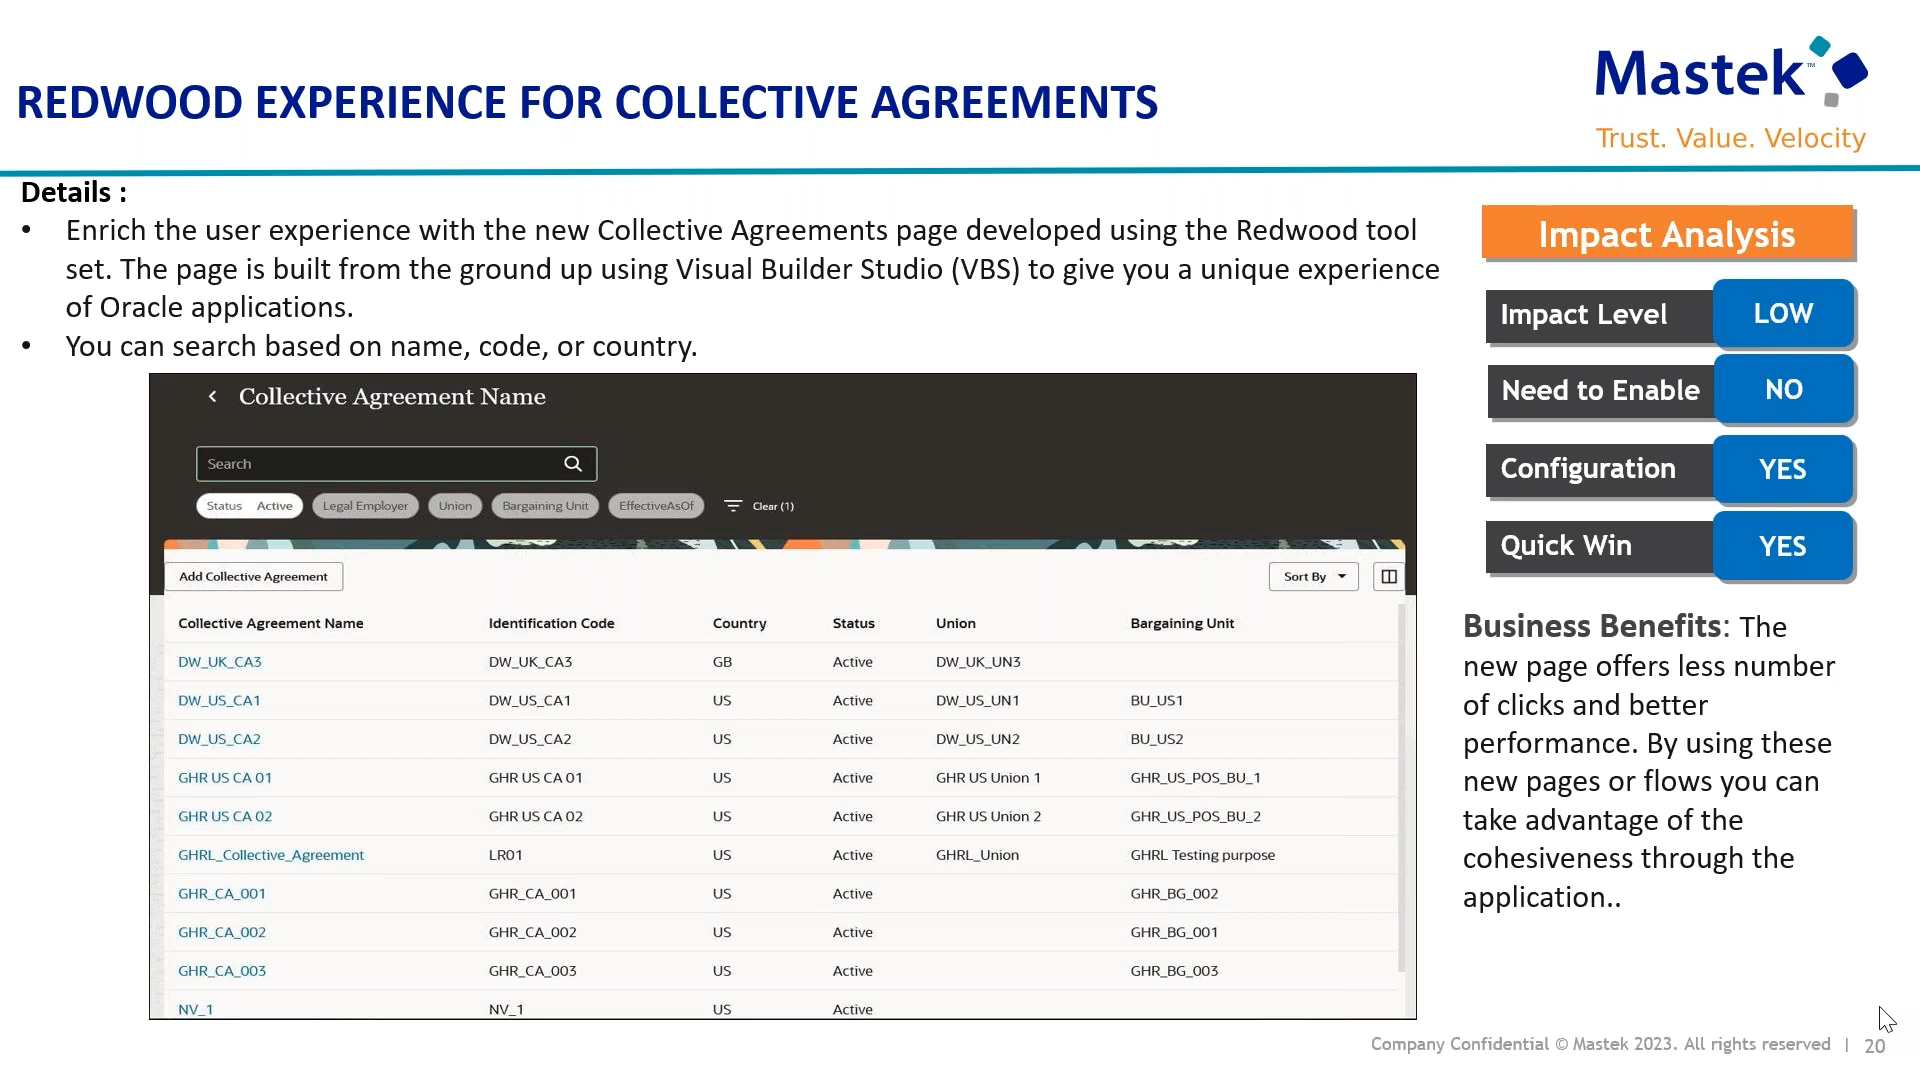 REDWOOD EXPERIENCE FOR COLLECTIVE AGREEMENTS
Mastek™
Trust. Value. Velocity
Details :
• Enrich the user experience with the new Collective Agreements page developed using the Redwood tool
set. The page is built from the ground up using Visual Builder Studio (VBS) to give you a unique experience
of Oracle applications.
• You can search based on name, code, or country.
Collective Agreement Name
Search
Status Active Legal Employer Union Bargaining Unit EffectiveAsOf Clear (1)
Add Collective Agreement Sort By
Collective Agreement Name Identification Code Country Status Union Bargaining Unit
DW_UK_CA3 DW_UK_CA3 GB Active DW_UK_UN3
DW_US_CA1 DW_US_CA1 US Active DW_US_UN1 BU_US1
DW_US_CA2 DW_US_CA2 US Active DW_US_UN2 BU_US2
GHR US CA 01 GHR US CA 01 US Active GHR US Union 1 GHR_US_POS_BU_1
GHR US CA 02 GHR US CA 02 US Active GHR US Union 2 GHR_US_POS_BU_2
GHRL_Collective_Agreement LR01 US Active GHRL_Union GHRL Testing purpose
GHR_CA_001 GHR_CA_001 US Active GHR_BG_002
GHR_CA_002 GHR_CA_002 US Active GHR_BG_001
GHR_CA_003 GHR_CA_003 US Active GHR_BG_003
NV_1 NV_1 US Active
Impact Analysis
Impact Level LOW
Need to Enable NO
Configuration YES
Quick Win YES
Business Benefits: The
new page offers less number
of clicks and better
performance. By using these
new pages or flows you can
take advantage of the
cohesiveness through the
application..
Company Confidential © Mastek 2023. All rights reserved | 20